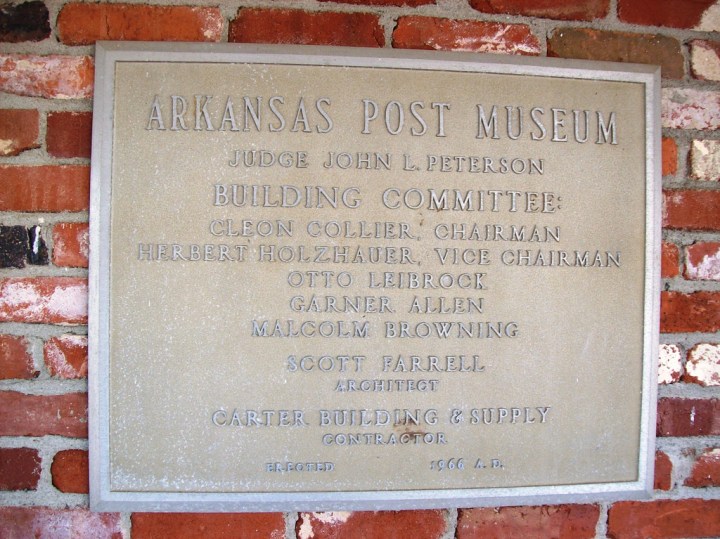 ARKANSAS POST MUSEUM
JUDGE JOHN L. PETERSON
BUILDING COMMITTEE:
CLEON COLLIER, CHAIRMAN
HERBERT HOLZHAUER, VICE CHAIRMAN
OTTO LEIBROCK
GARNER ALLEN
MALCOLM BROWNING
SCOTT FARRELL
ARCHITECT
CARTER BUILDING & SUPPLY
CONTRACTOR
ERECTED 1966 A.D.